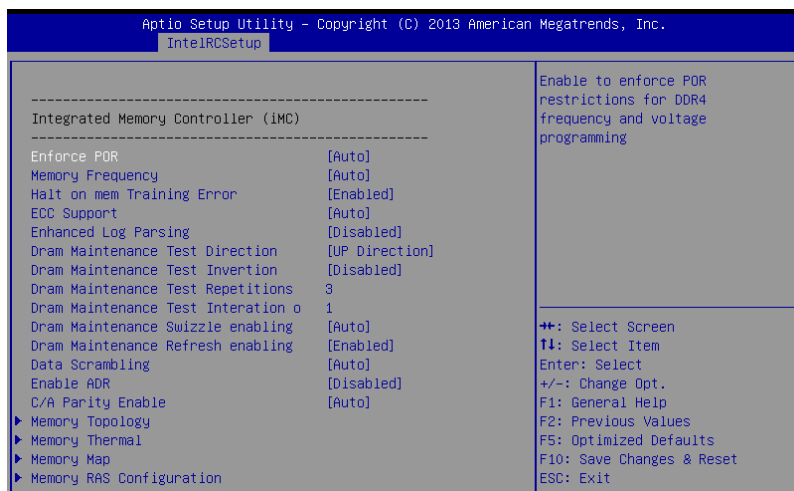 Aptio Setup Utility – Copyright (C) 2013 American Megatrends, Inc.
IntelRCSetup
--------------------------------------------------
Integrated Memory Controller (iMC)
--------------------------------------------------
Enforce POR [Auto]
Memory Frequency [Auto]
Halt on mem Training Error [Enabled]
ECC Support [Auto]
Enhanced Log Parsing [Disabled]
Dram Maintenance Test Direction [UP Direction]
Dram Maintenance Test Invertion [Disabled]
Dram Maintenance Test Repetitions 3
Dram Maintenance Test Interation o 1
Dram Maintenance Swizzle enabling [Auto]
Dram Maintenance Refresh enabling [Enabled]
Data Scrambling [Auto]
Enable ADR [Disabled]
C/A Parity Enable [Auto]
Memory Topology
Memory Thermal
Memory Map
Memory RAS Configuration
Enable to enforce POR
restrictions for DDR4
frequency and voltage
programming
→←: Select Screen
↑↓: Select Item
Enter: Select
+/-: Change Opt.
F1: General Help
F2: Previous Values
F5: Optimized Defaults
F10: Save Changes & Reset
ESC: Exit